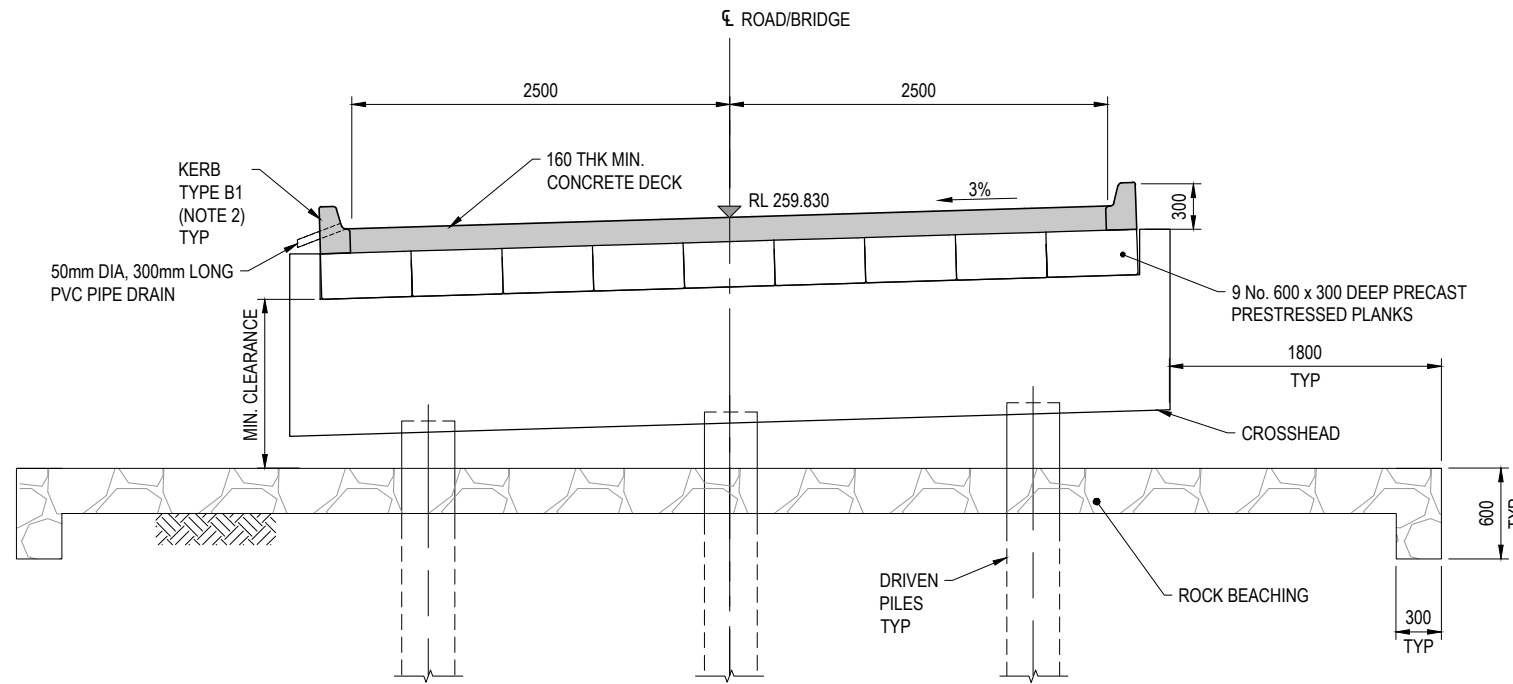 ℄ ROAD/BRIDGE
2500
2500
KERB
TYPE B1
(NOTE 2)
TYP
160 THK MIN.
CONCRETE DECK
RL 259.830
3%
300
50mm DIA, 300mm LONG
PVC PIPE DRAIN
9 No. 600 x 300 DEEP PRECAST
PRESTRESSED PLANKS
MIN. CLEARANCE
1800
TYP
CROSSHEAD
600
TYP
DRIVEN
PILES
TYP
ROCK BEACHING
300
TYP